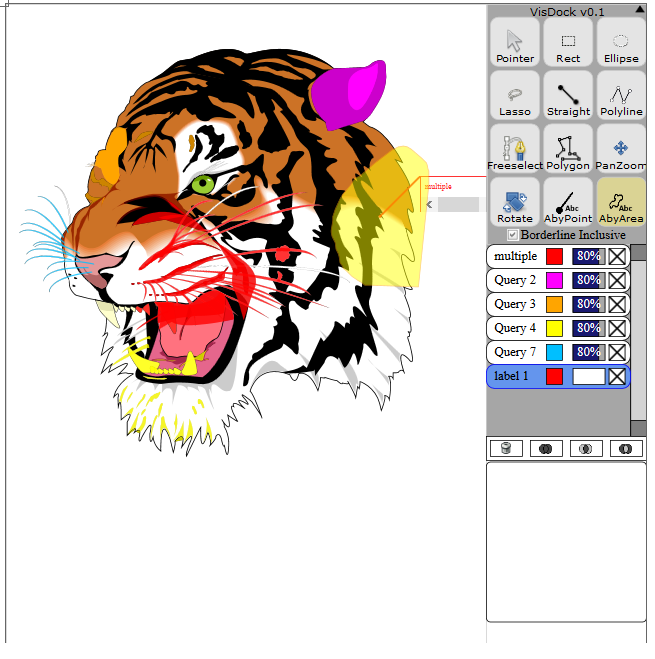 VisDock v0.1
Pointer Rect Ellipse
Lasso Straight Polyline
Freeselect Polygon PanZoom
Abc Abc
Rotate AbyPoint AbyArea
Borderline Inclusive
multiple 80%
Query 2 80%
Query 3 80%
Query 4 80%
Query 7 80%
label 1
multiple